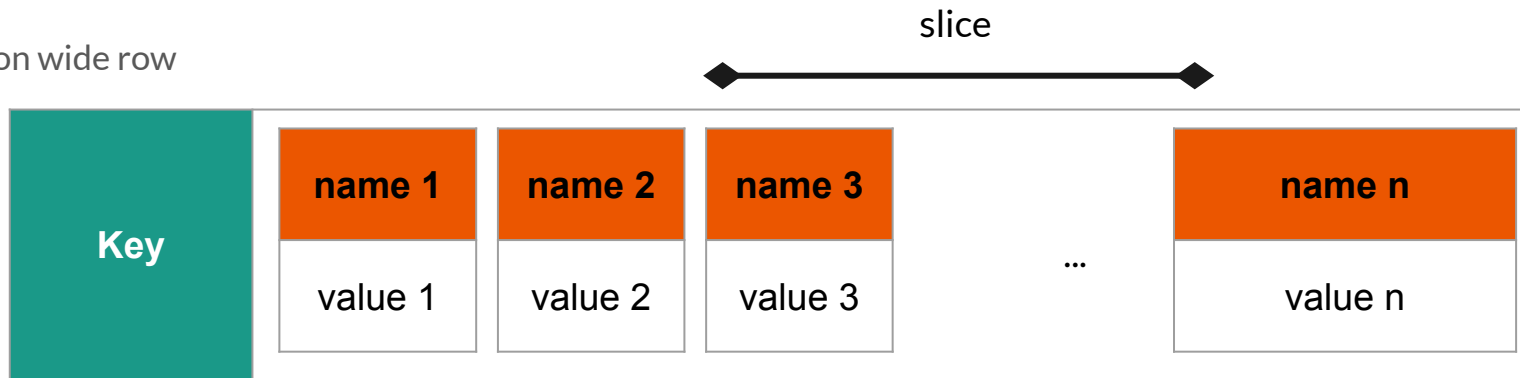 slice
on wide row
name 1
name 2
name 3
name n
Key
...
value 1
value 2
value 3
value n